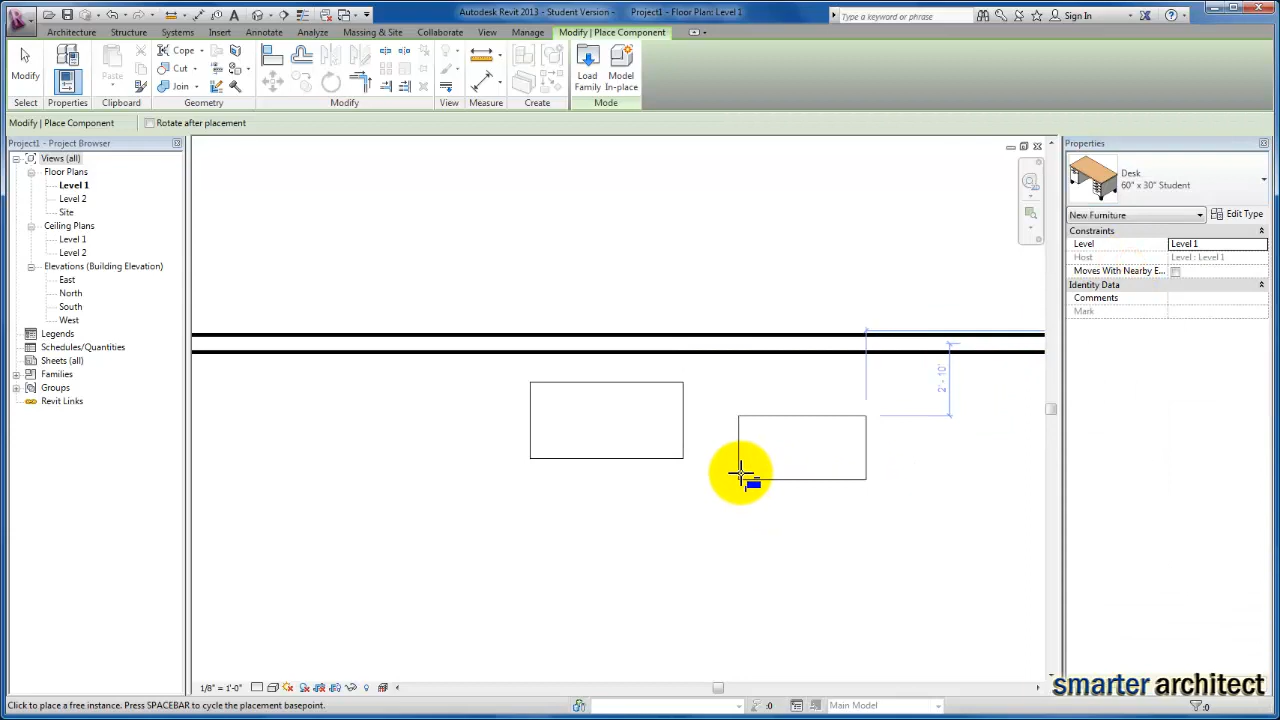 Autodesk Revit 2013 - Student Version - Project1 - Floor Plan: Level 1
Type a keyword or phrase
Sign In
Architecture Structure Systems Insert Annotate Analyze Massing & Site Collaborate View Manage Modify | Place Component
Modify
Paste
Cope
Cut
Join
Load Family
Model In-place
Select Properties Clipboard Geometry Modify View Measure Create Mode
Modify | Place Component Rotate after placement
Project1 - Project Browser
Views (all)
Floor Plans
Level 1
Level 2
Site
Ceiling Plans
Level 1
Level 2
Elevations (Building Elevation)
East
North
South
West
Legends
Schedules/Quantities
Sheets (all)
Families
Groups
Revit Links
2' - 10"
Properties
Desk
60" x 30" Student
New Furniture Edit Type
Constraints
Level Level 1
Host Level : Level 1
Moves With Nearby E...
Identity Data
Comments
Mark
1/8" = 1'-0"
smarter architect
Click to place a free instance. Press SPACEBAR to cycle the placement basepoint.
:0 Main Model :0